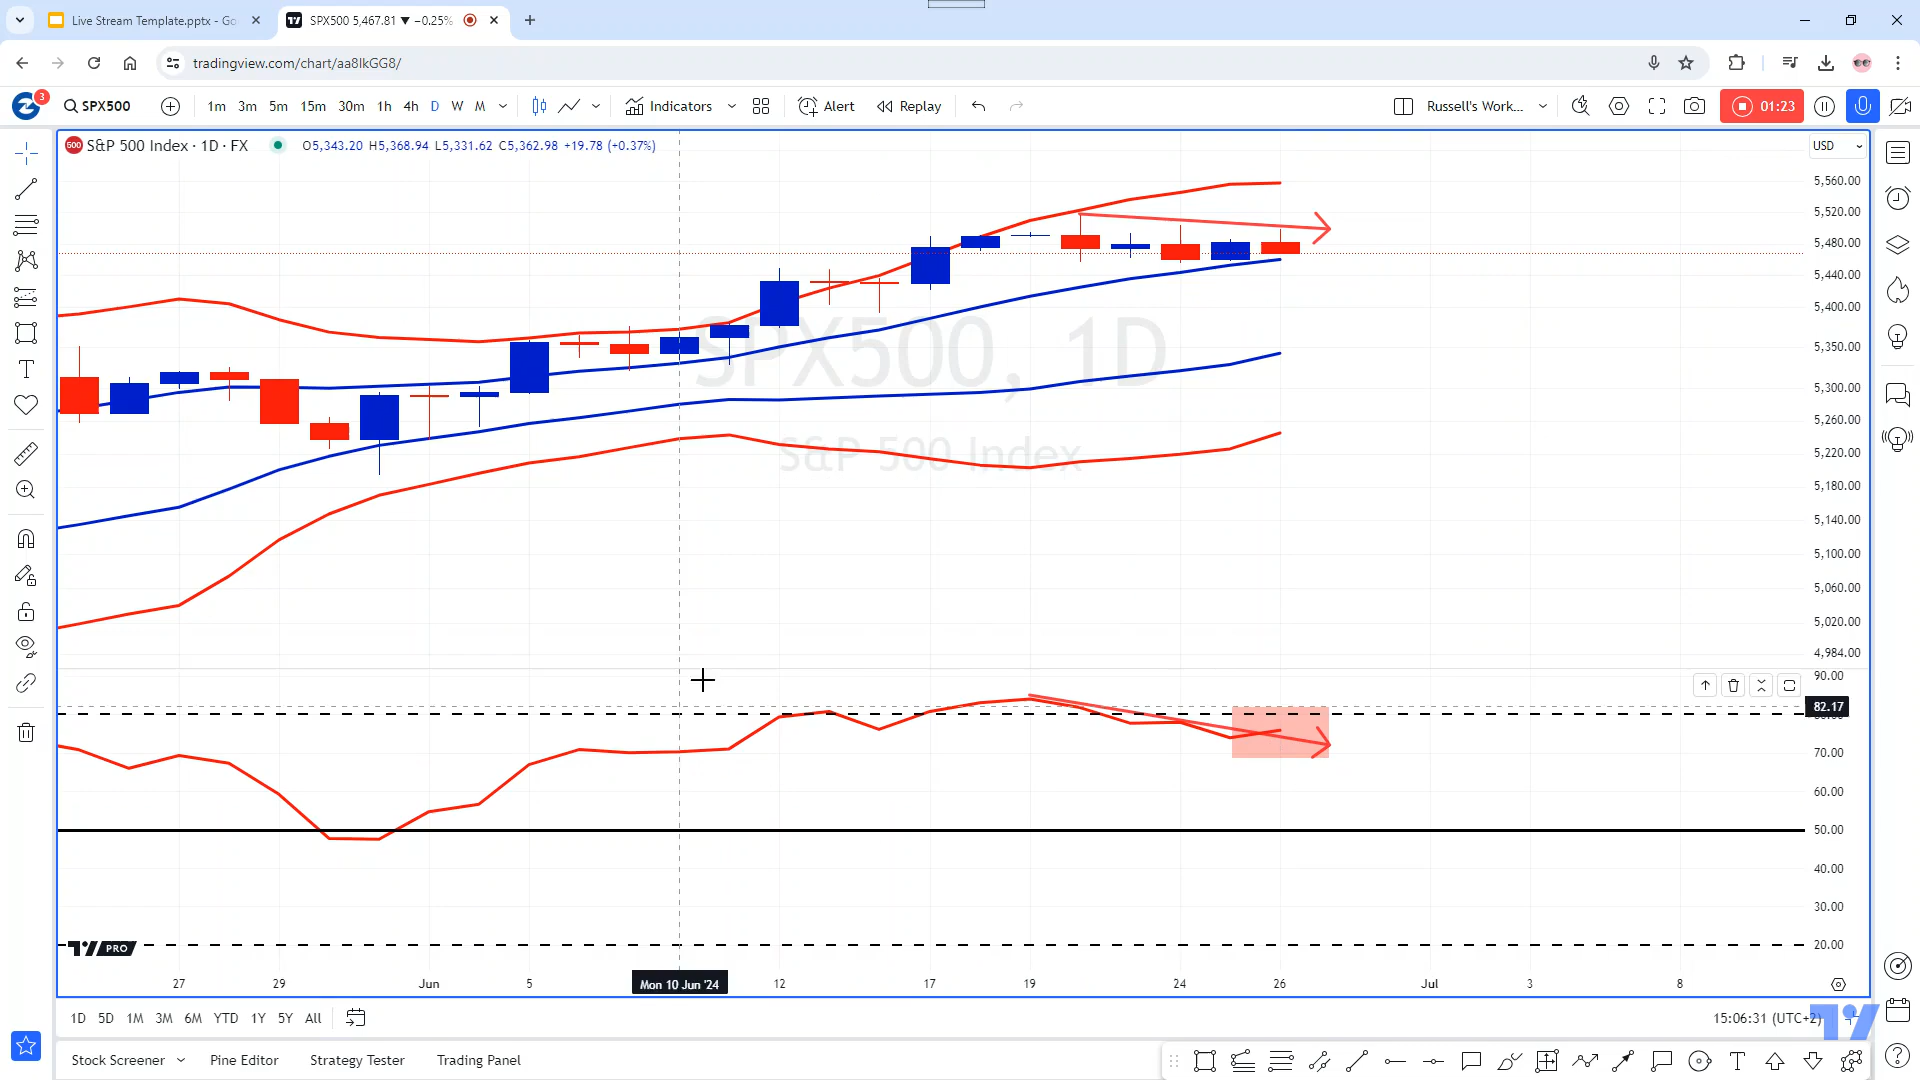 Live Stream Template.pptx - Go
SPX500 5,467.81 ▼ −0.25%
tradingview.com/chart/aa8lkGG8/
3
SPX500
1m 3m 5m 15m 30m 1h 4h D W M
Indicators
Alert
Replay
Russell's Work...
01:23
500 S&P 500 Index · 1D · FX
O5,343.20 H5,368.94 L5,331.62 C5,362.98 +19.78 (+0.37%)
USD
5,560.00
5,520.00
5,480.00
5,440.00
5,400.00
5,350.00
5,300.00
5,260.00
5,220.00
5,180.00
5,140.00
5,100.00
5,060.00
5,020.00
4,984.00
SPX500, 1D
S&P 500 Index
90.00
82.17
70.00
60.00
50.00
40.00
30.00
20.00
PRO
27 29 Jun 5 Mon 10 Jun '24 12 17 19 24 26 Jul 3 8
1D 5D 1M 3M 6M YTD 1Y 5Y All
15:06:31 (UTC+2)
Stock Screener Pine Editor Strategy Tester Trading Panel